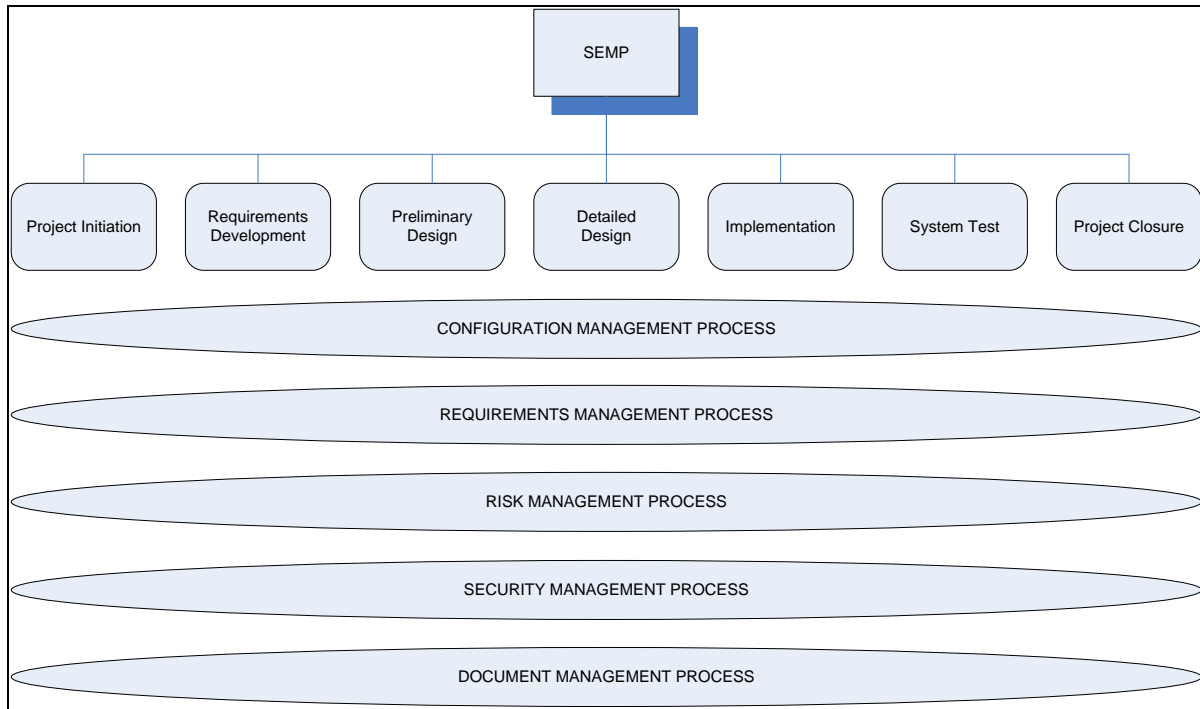 SEMP
Project Initiation
Requirements
Development
Preliminary
Design
Detailed
Design
Implementation
System Test
Project Closure
CONFIGURATION MANAGEMENT PROCESS
REQUIREMENTS MANAGEMENT PROCESS
RISK MANAGEMENT PROCESS
SECURITY MANAGEMENT PROCESS
DOCUMENT MANAGEMENT PROCESS